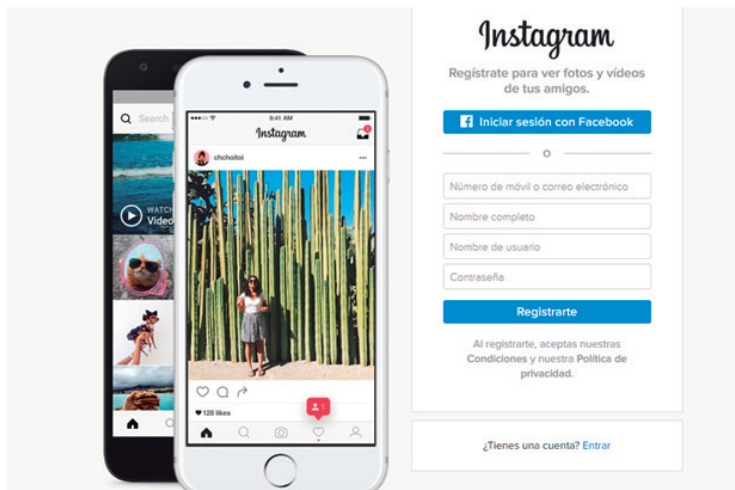 Search
WATCH
Video
9:41 AM
Instagram
chchoitoi
128 likes
1
Instagram
Regístrate para ver fotos y vídeos
de tus amigos.
Iniciar sesión con Facebook
O
Número de móvil o correo electrónico
Nombre completo
Nombre de usuario
Contraseña
Registrarte
Al registrarte, aceptas nuestras
Condiciones y nuestra Política de
privacidad.
¿Tienes una cuenta? Entrar